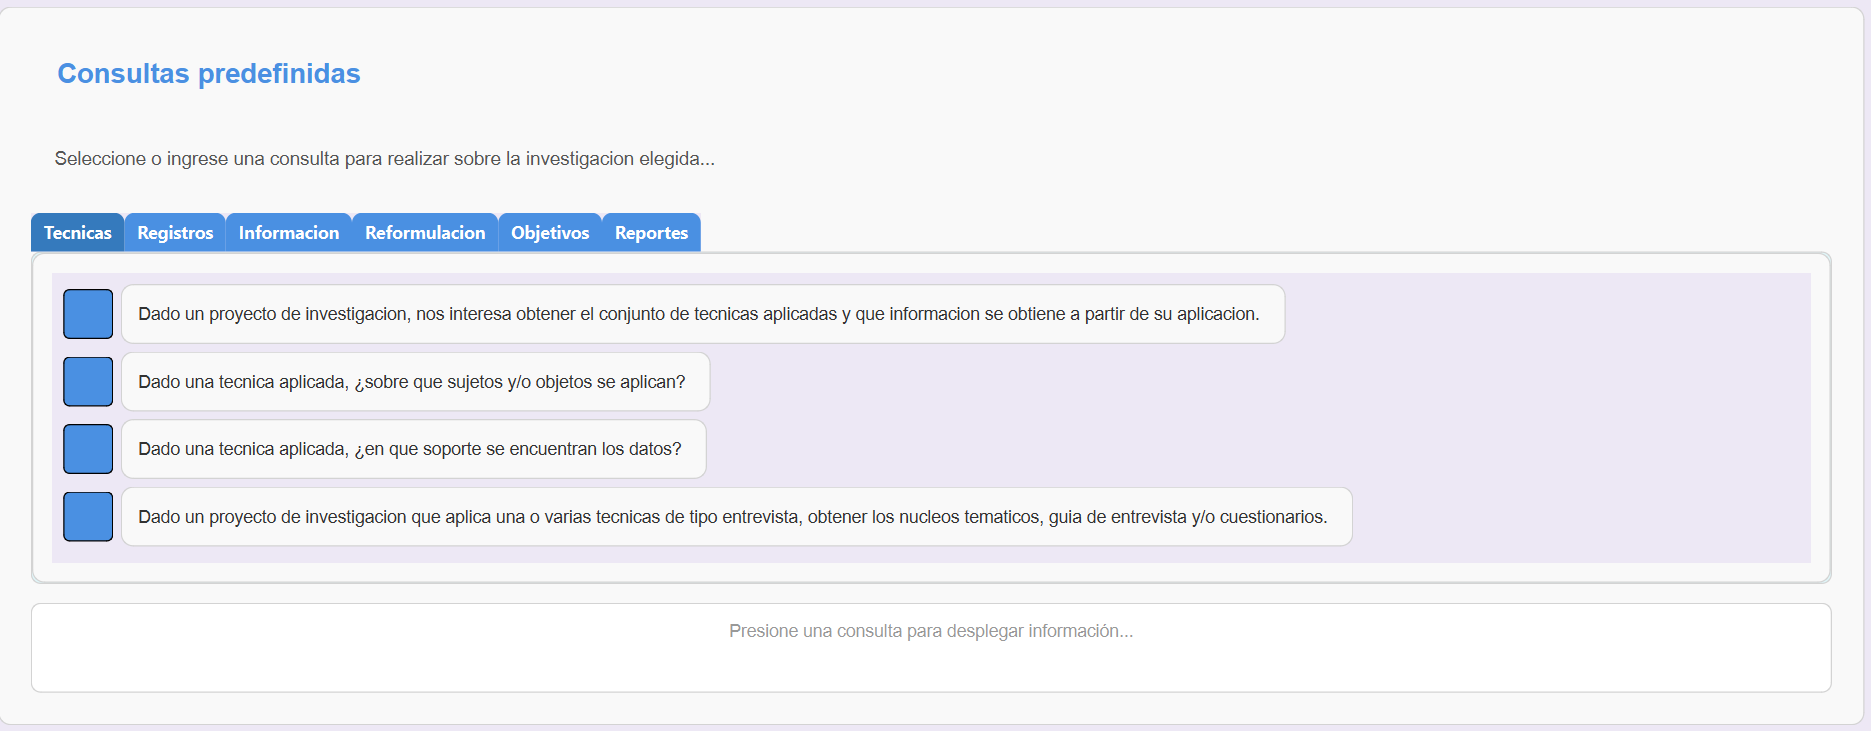 Consultas predefinidas
Seleccione o ingrese una consulta para realizar sobre la investigacion elegida...
Tecnicas Registros Informacion Reformulacion Objetivos Reportes
Dado un proyecto de investigacion, nos interesa obtener el conjunto de tecnicas aplicadas y que informacion se obtiene a partir de su aplicacion.
Dado una tecnica aplicada, ¿sobre que sujetos y/o objetos se aplican?
Dado una tecnica aplicada, ¿en que soporte se encuentran los datos?
Dado un proyecto de investigacion que aplica una o varias tecnicas de tipo entrevista, obtener los nucleos tematicos, guia de entrevista y/o cuestionarios.
Presione una consulta para desplegar información...